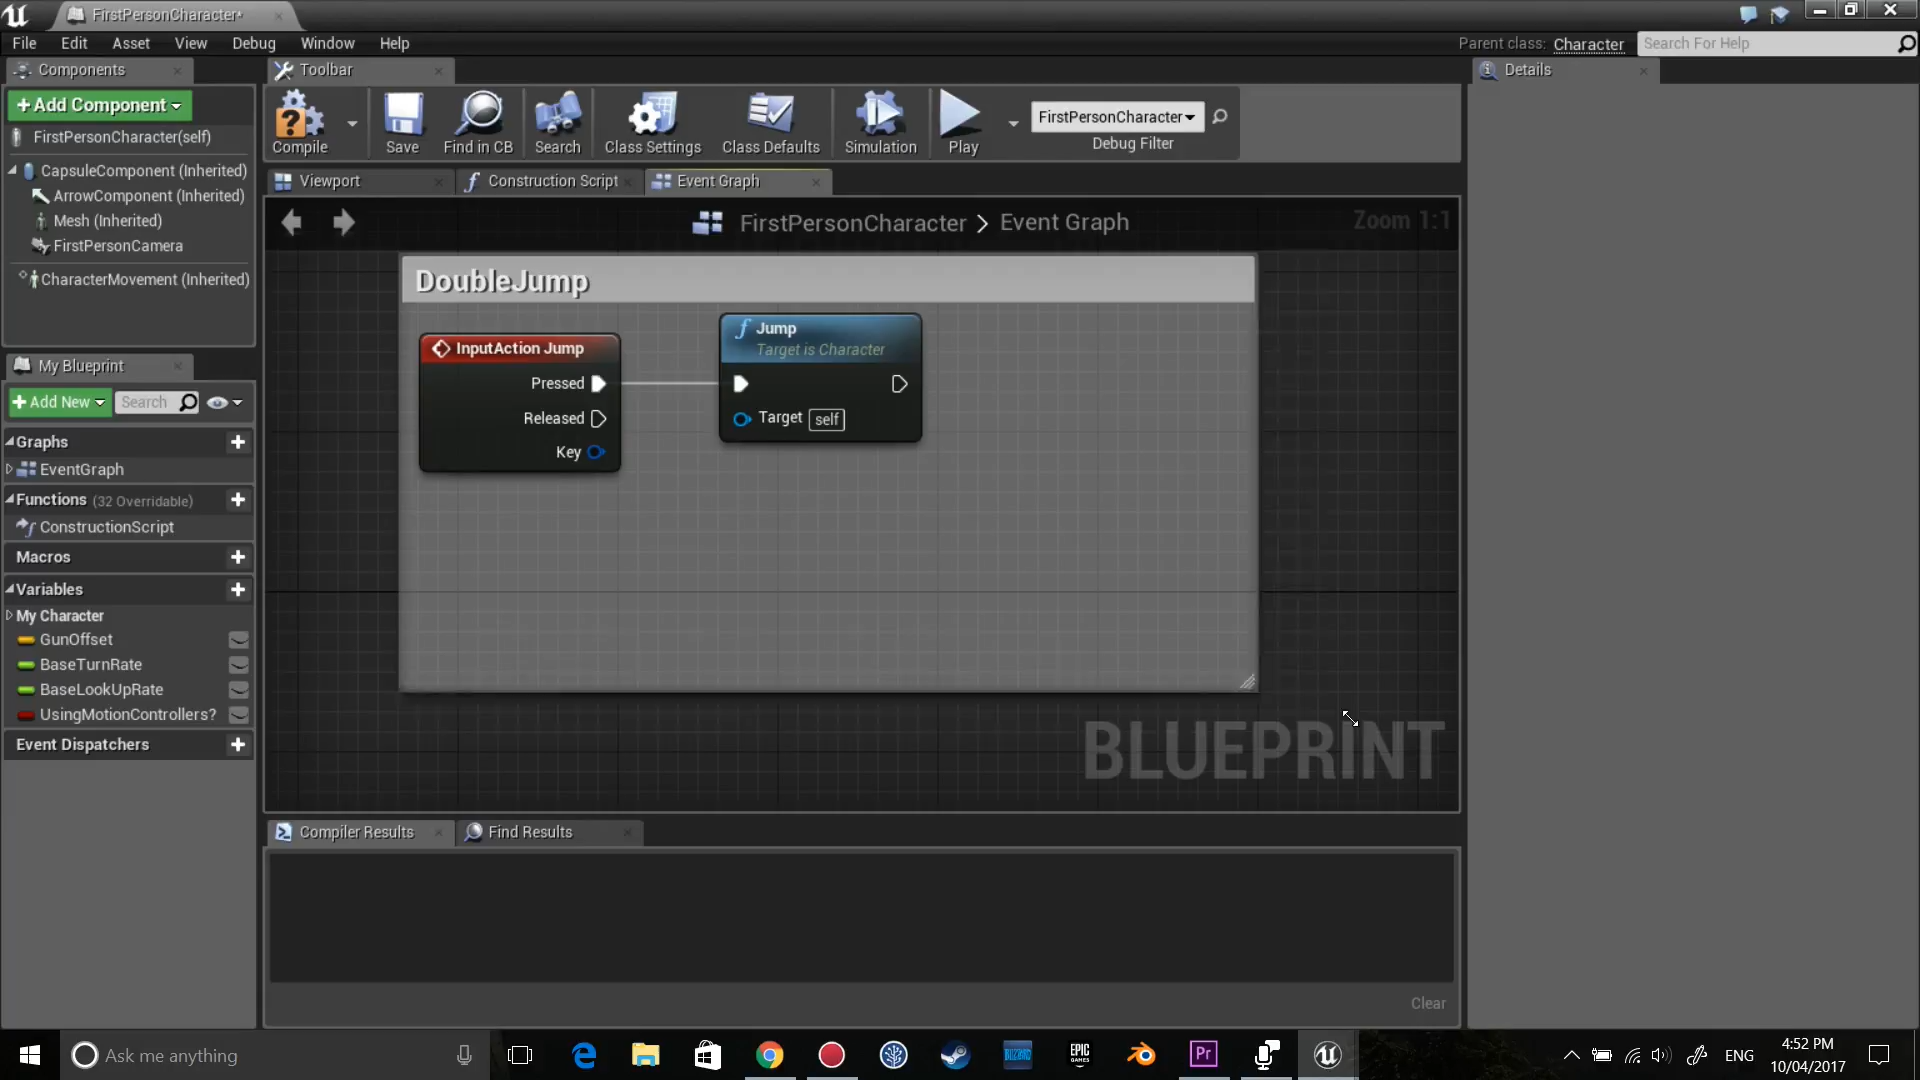 FirstPersonCharacter*
File Edit Asset View Debug Window Help
Parent class: Character Search For Help
Components
Toolbar
Details
+Add Component
FirstPersonCharacter(self)
CapsuleComponent (Inherited)
ArrowComponent (Inherited)
Mesh (Inherited)
FirstPersonCamera
CharacterMovement (Inherited)
Compile Save Find in CB Search Class Settings Class Defaults Simulation Play
FirstPersonCharacter
Debug Filter
Viewport Construction Script Event Graph
FirstPersonCharacter > Event Graph
Zoom 1:1
DoubleJump
InputAction Jump
Pressed
Released
Key
Jump
Target is Character
Target self
BLUEPRINT
My Blueprint
+Add New Search
Graphs
EventGraph
Functions (32 Overridable)
ConstructionScript
Macros
Variables
My Character
GunOffset
BaseTurnRate
BaseLookUpRate
UsingMotionControllers?
Event Dispatchers
Compiler Results Find Results
Clear
Ask me anything
BLIZZARD
EPIC
GAMES
Pr
ENG
4:52 PM
10/04/2017